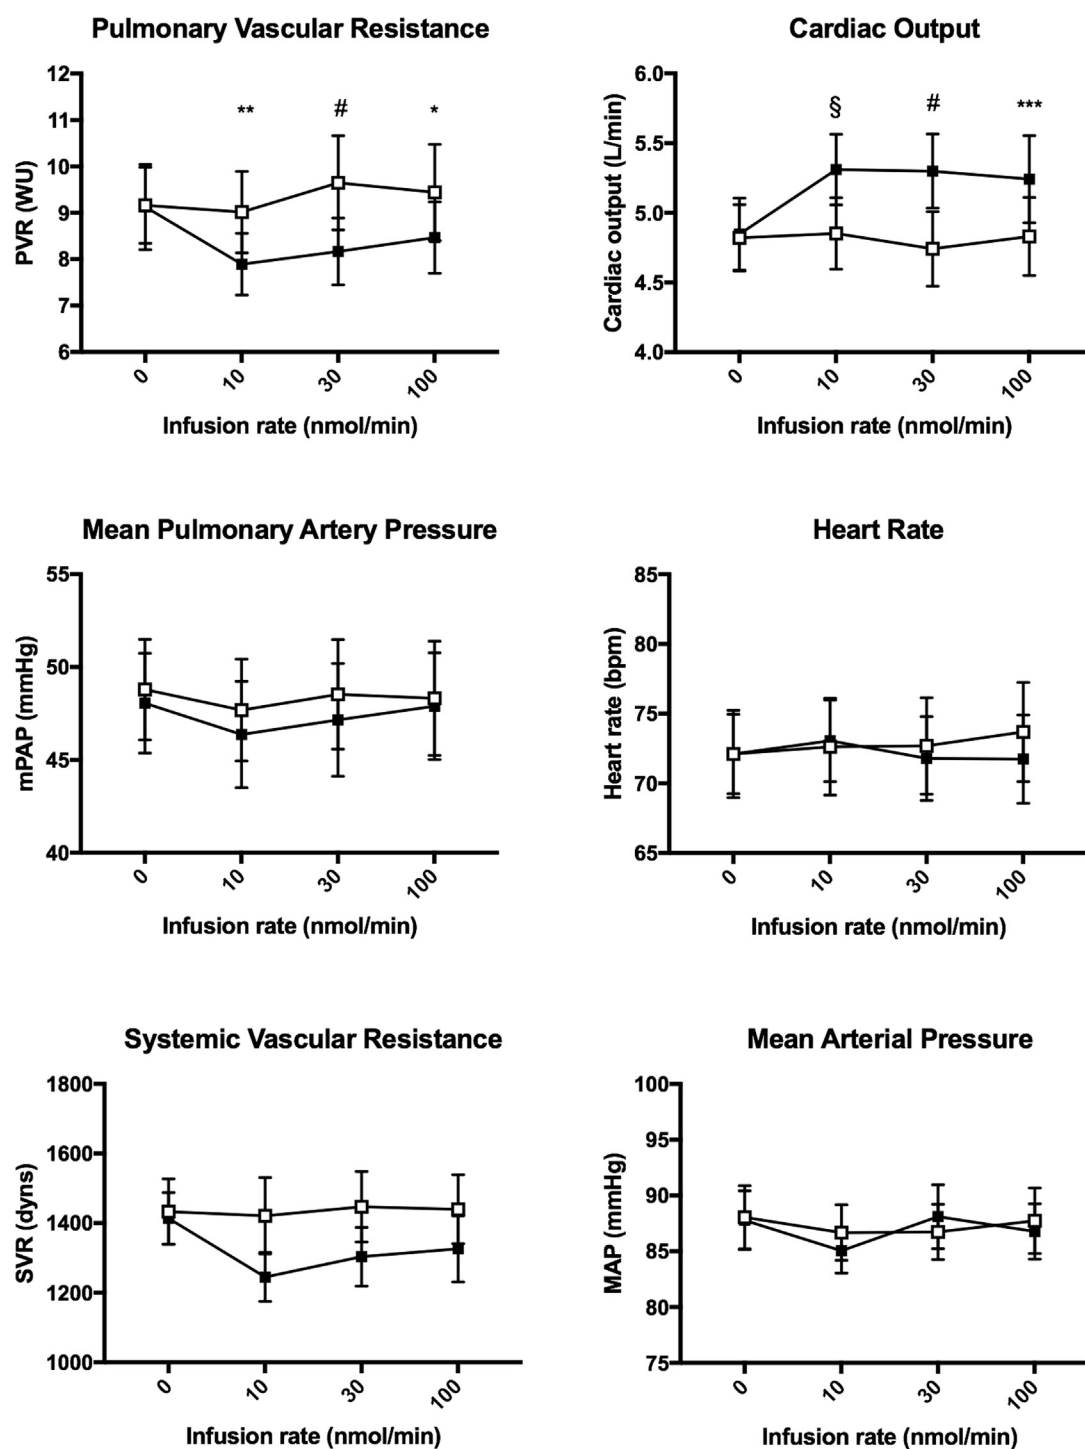 Pulmonary Vascular Resistance
PVR (WU)
12
11
10
9
8
7
6
** # *
0 10 30 100
Infusion rate (nmol/min)
Cardiac Output
Cardiac output (L/min)
6.0
5.5
5.0
4.5
4.0
§ # ***
0 10 30 100
Infusion rate (nmol/min)
Mean Pulmonary Artery Pressure
mPAP (mmHg)
55
50
45
40
0 10 30 100
Infusion rate (nmol/min)
Heart Rate
Heart rate (bpm)
85
80
75
70
65
0 10 30 100
Infusion rate (nmol/min)
Systemic Vascular Resistance
SVR (dyns)
1800
1600
1400
1200
1000
0 10 30 100
Infusion rate (nmol/min)
Mean Arterial Pressure
MAP (mmHg)
100
95
90
85
80
75
0 10 30 100
Infusion rate (nmol/min)